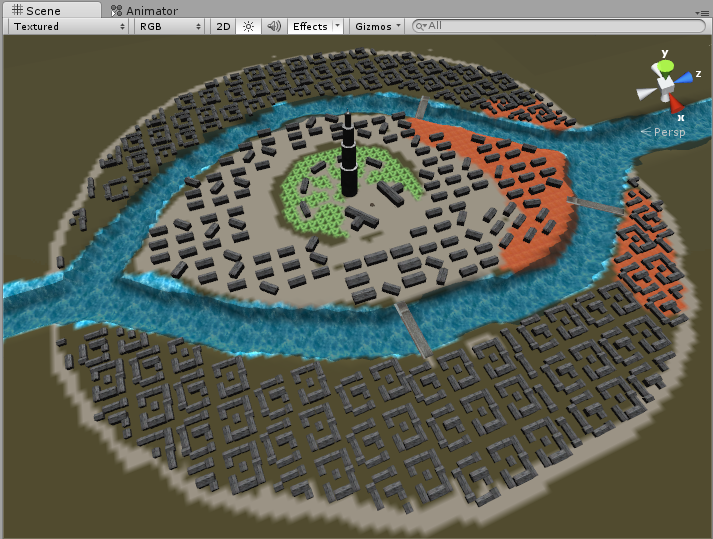 Scene Animator
Textured RGB 2D Effects Gizmos All
y
z
x
Persp